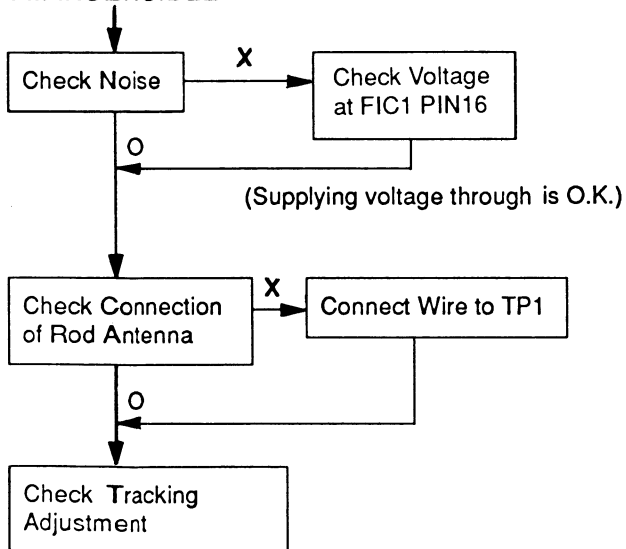 Check Noise
X
Check Voltage
at FIC1 PIN16
O
(Supplying voltage through is O.K.)
Check Connection
of Rod Antenna
X
Connect Wire to TP1
O
Check Tracking
Adjustment